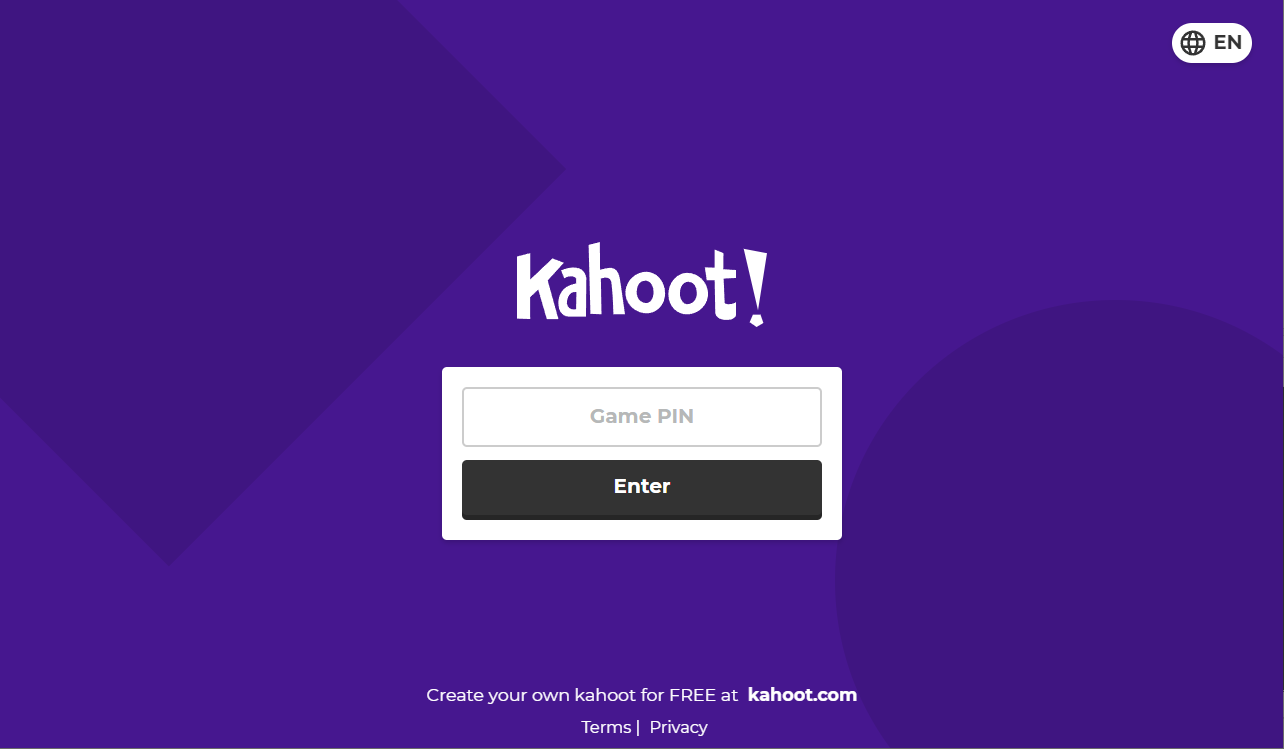 EN
Kahoot!
Game PIN
Enter
Create your own kahoot for FREE at kahoot.com
Terms | Privacy